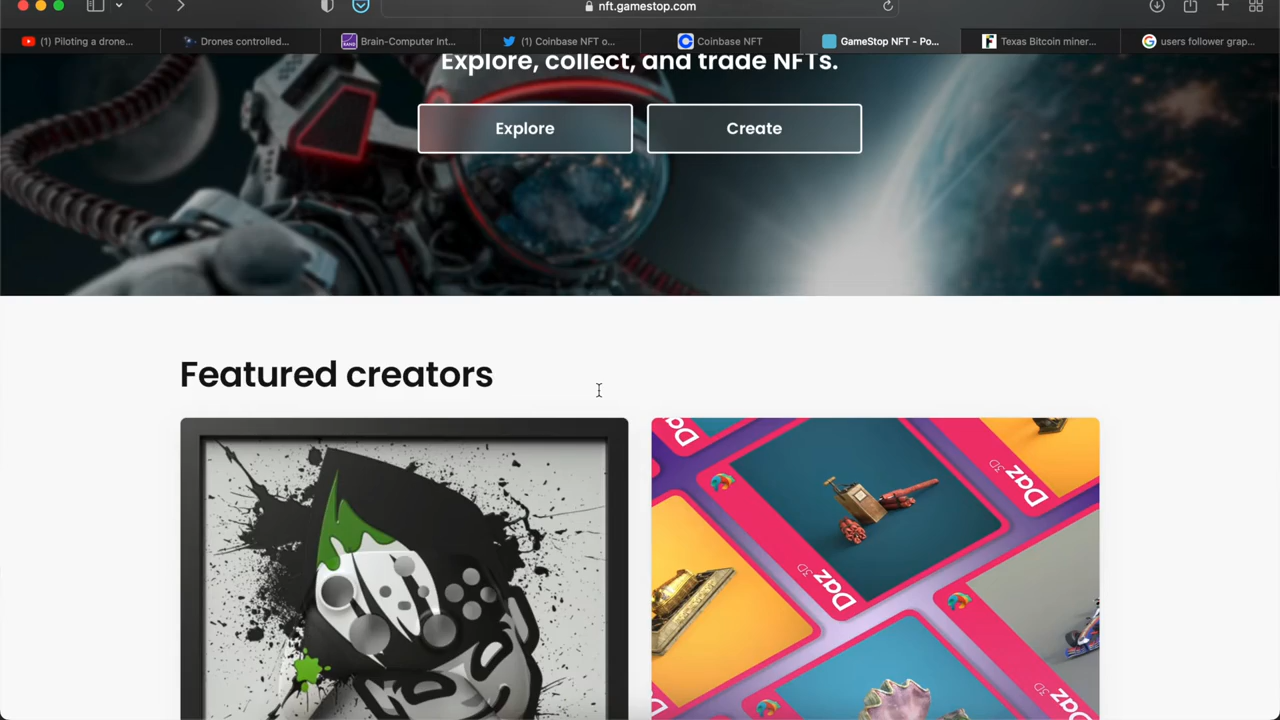 nft.gamestop.com
(1) Piloting a drone...
Drones controlled...
RAND
Brain-Computer Int...
(1) Coinbase NFT o...
Coinbase NFT
GameStop NFT - Po...
Texas Bitcoin miner...
users follower grap...
Explore, collect, and trade NFTs.
Explore
Create
Featured creators
Daz
3D
Daz
3D
Daz
3D
Daz